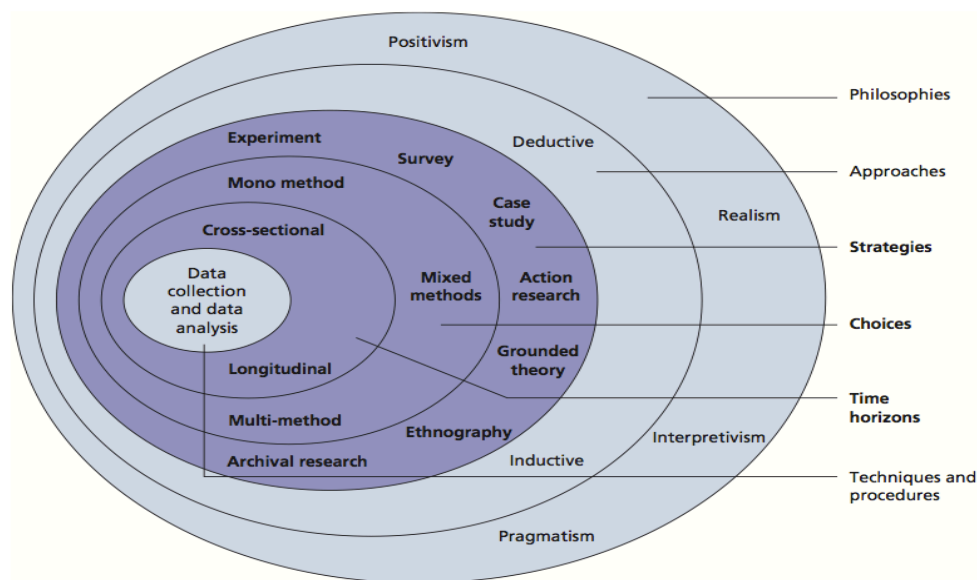 Positivism
Philosophies
Experiment
Survey
Deductive
Approaches
Mono method
Case
study
Realism
Cross-sectional
Strategies
Data
collection
and data
analysis
Mixed
methods
Action
research
Choices
Longitudinal
Grounded
theory
Time
horizons
Multi-method
Ethnography
Interpretivism
Archival research
Inductive
Techniques and
procedures
Pragmatism